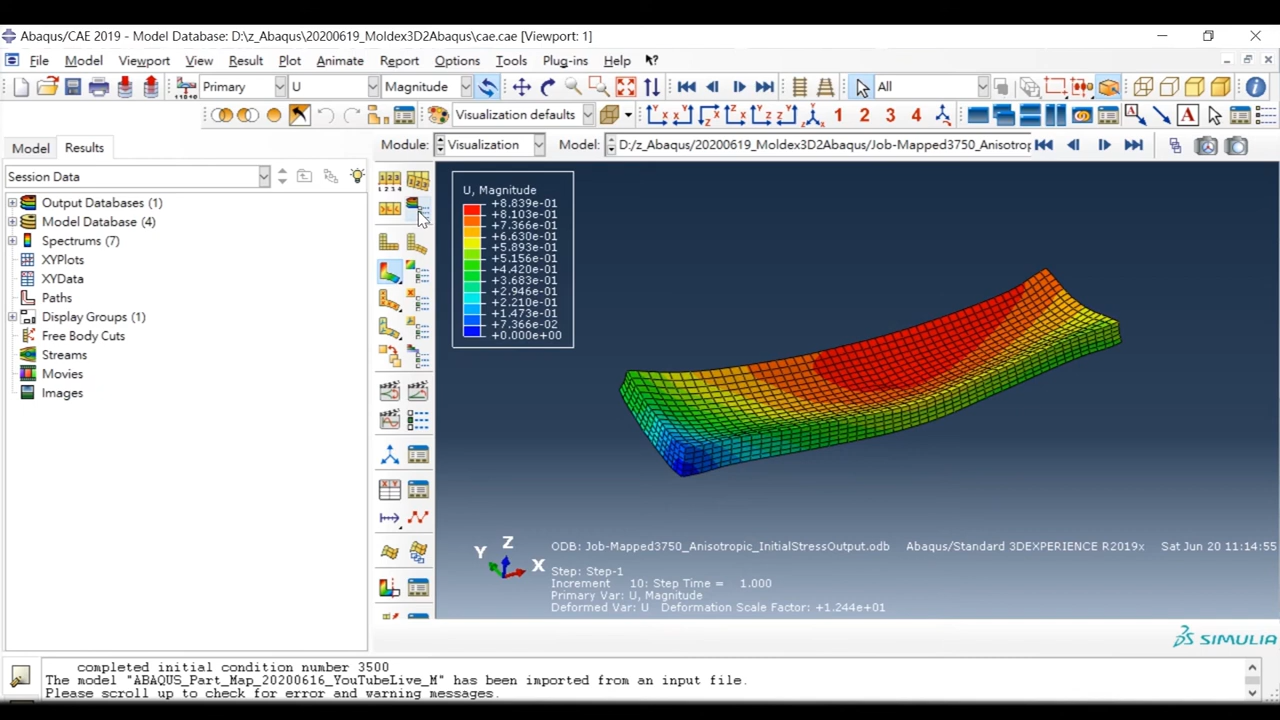 Abaqus/CAE 2019 - Model Database: D:\z_Abaqus\20200619_Moldex3D2Abaqus\cae.cae [Viewport: 1]
File Model Viewport View Result Plot Animate Report Options Tools Plug-ins Help
Primary U Magnitude All
Visualization defaults 1 2 3 4
Model Results Module: Visualization Model: D:/z_Abaqus/20200619_Moldex3D2Abaqus/Job-Mapped3750_Anisotrop
Session Data
Output Databases (1)
Model Database (4)
Spectrums (7)
XYPlots
XYData
Paths
Display Groups (1)
Free Body Cuts
Streams
Movies
Images
U, Magnitude
+8.839e-01
+8.103e-01
+7.366e-01
+6.630e-01
+5.893e-01
+5.156e-01
+4.420e-01
+3.683e-01
+2.946e-01
+2.210e-01
+1.473e-01
+7.366e-02
+0.000e+00
Z
Y
X
ODB: Job-Mapped3750_Anisotropic_InitialStressOutput.odb Abaqus/Standard 3DEXPERIENCE R2019x Sat Jun 20 11:14:55
Step: Step-1
Increment 10: Step Time = 1.000
Primary Var: U, Magnitude
Deformed Var: U Deformation Scale Factor: +1.244e+01
SIMULIA
completed initial condition number 3500
The model "ABAQUS_Part_Map_20200616_YouTubeLive_M" has been imported from an input file.
Please scroll up to check for error and warning messages.